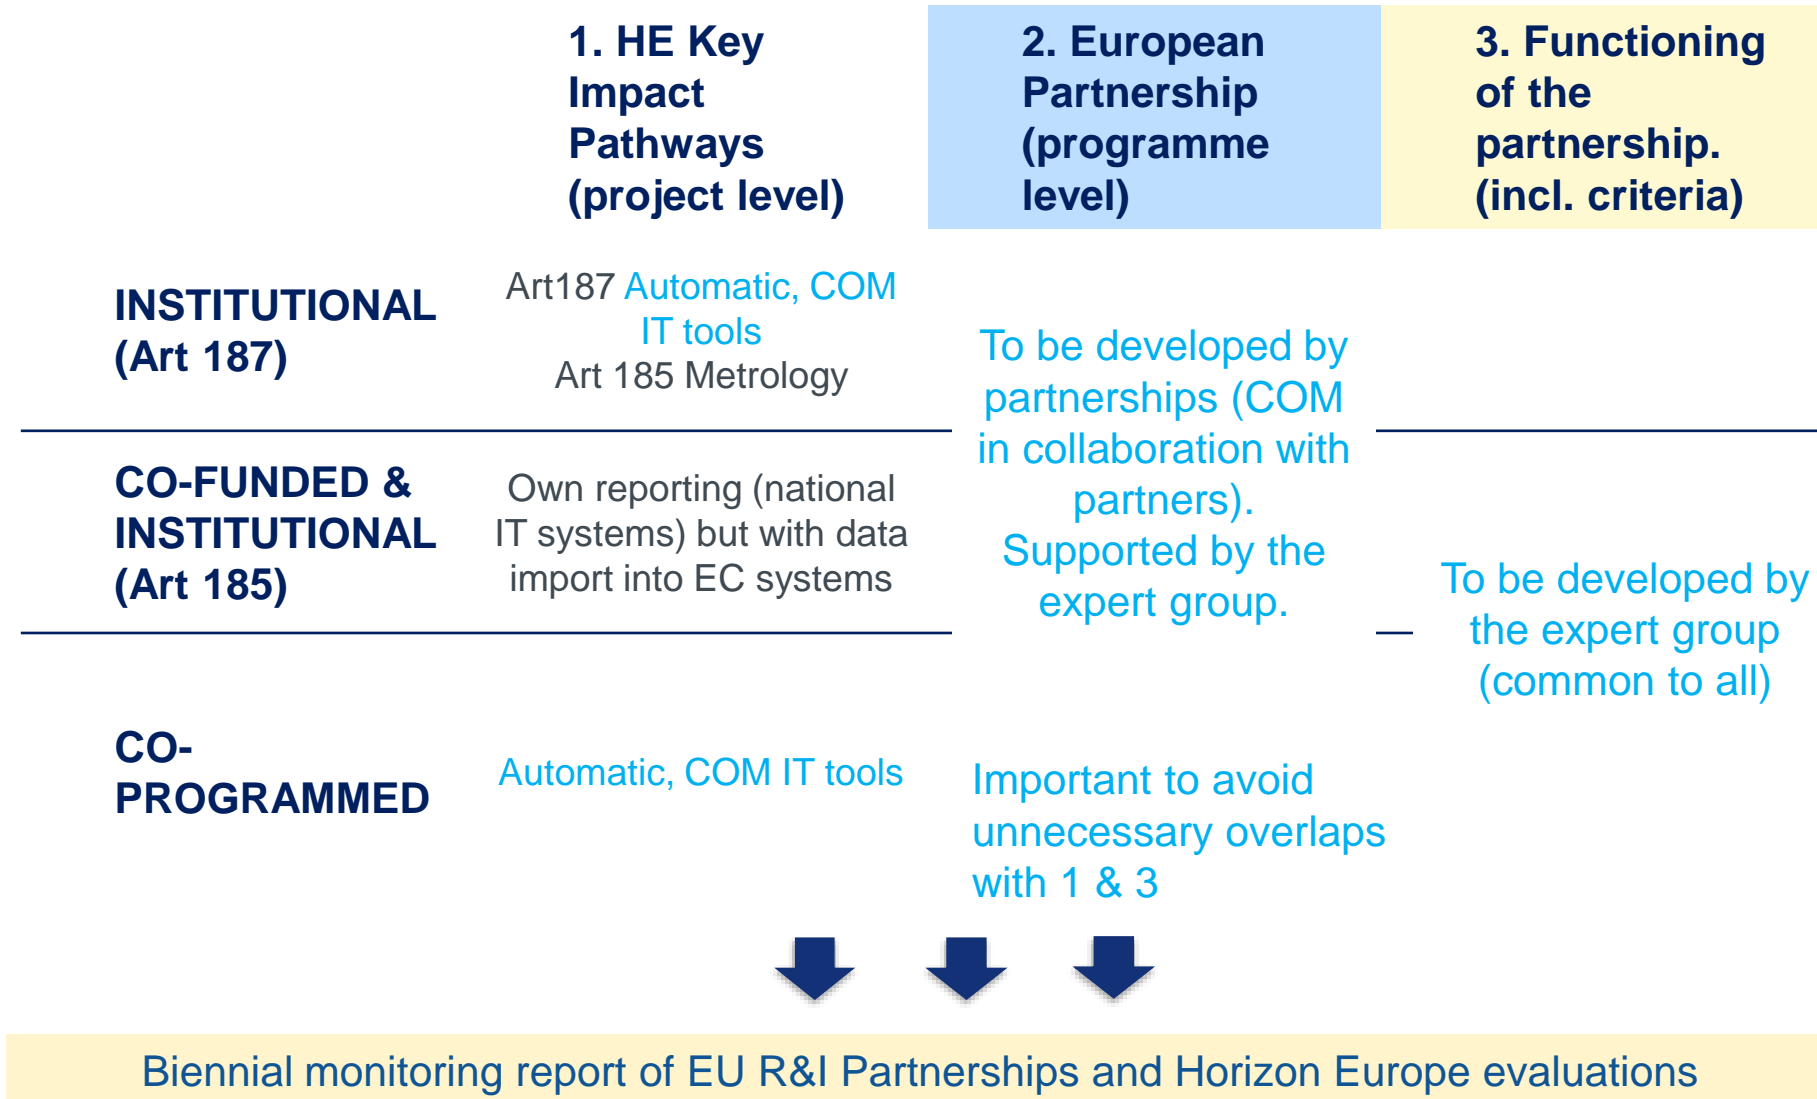 1. HE Key
Impact
Pathways
(project level)
2. European
Partnership
(programme
level)
3. Functioning
of the
partnership.
(incl. criteria)
INSTITUTIONAL
(Art 187)
Art187 Automatic, COM
IT tools
Art 185 Metrology
To be developed by
partnerships (COM
in collaboration with
partners).
Supported by the
expert group.
CO-FUNDED &
INSTITUTIONAL
(Art 185)
Own reporting (national
IT systems) but with data
import into EC systems
To be developed by
the expert group
(common to all)
CO-
PROGRAMMED
Automatic, COM IT tools
Important to avoid
unnecessary overlaps
with 1 & 3
Biennial monitoring report of EU R&I Partnerships and Horizon Europe evaluations